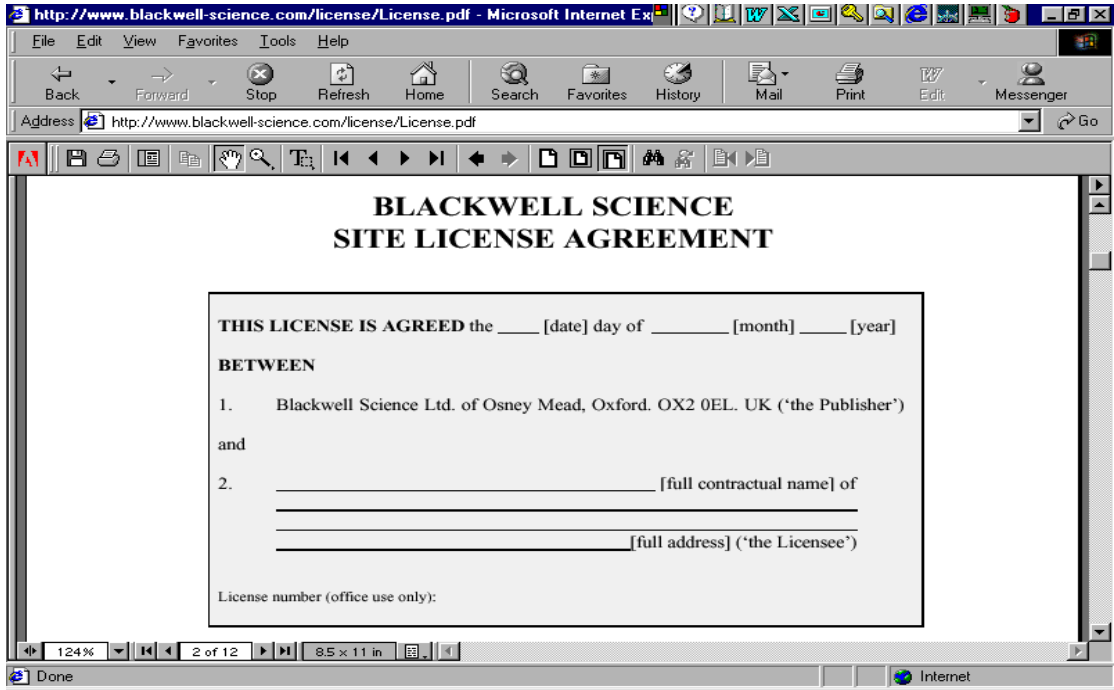 http://www.blackwell-science.com/license/License.pdf - Microsoft Internet Ex
File Edit View Favorites Tools Help
Back Forward Stop Refresh Home Search Favorites History Mail Print Edit Messenger
Address http://www.blackwell-science.com/license/License.pdf Go
BLACKWELL SCIENCE
SITE LICENSE AGREEMENT
THIS LICENSE IS AGREED the _____ [date] day of _________ [month] _____ [year]
BETWEEN
1. Blackwell Science Ltd. of Osney Mead, Oxford. OX2 0EL. UK (‘the Publisher’)
and
2. ______________________________ [full contractual name] of
[full address] (‘the Licensee’)
License number (office use only):
124% 2 of 12 8.5 x 11 in
Done Internet